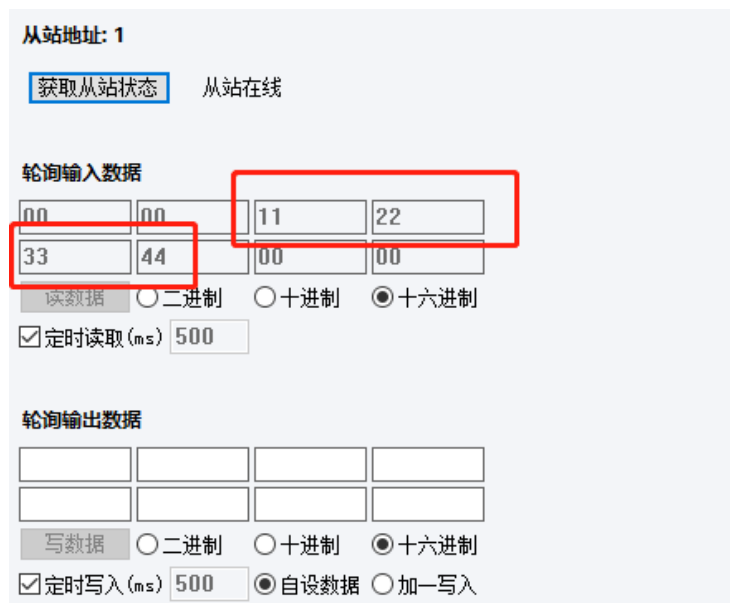 从站地址: 1
获取从站状态 从站在线
轮询输入数据
00 00 11 22
33 44 00 00
读数据 二进制 十进制 十六进制
定时读取(ms) 500
轮询输出数据
写数据 二进制 十进制 十六进制
定时写入(ms) 500 自设数据 加一写入